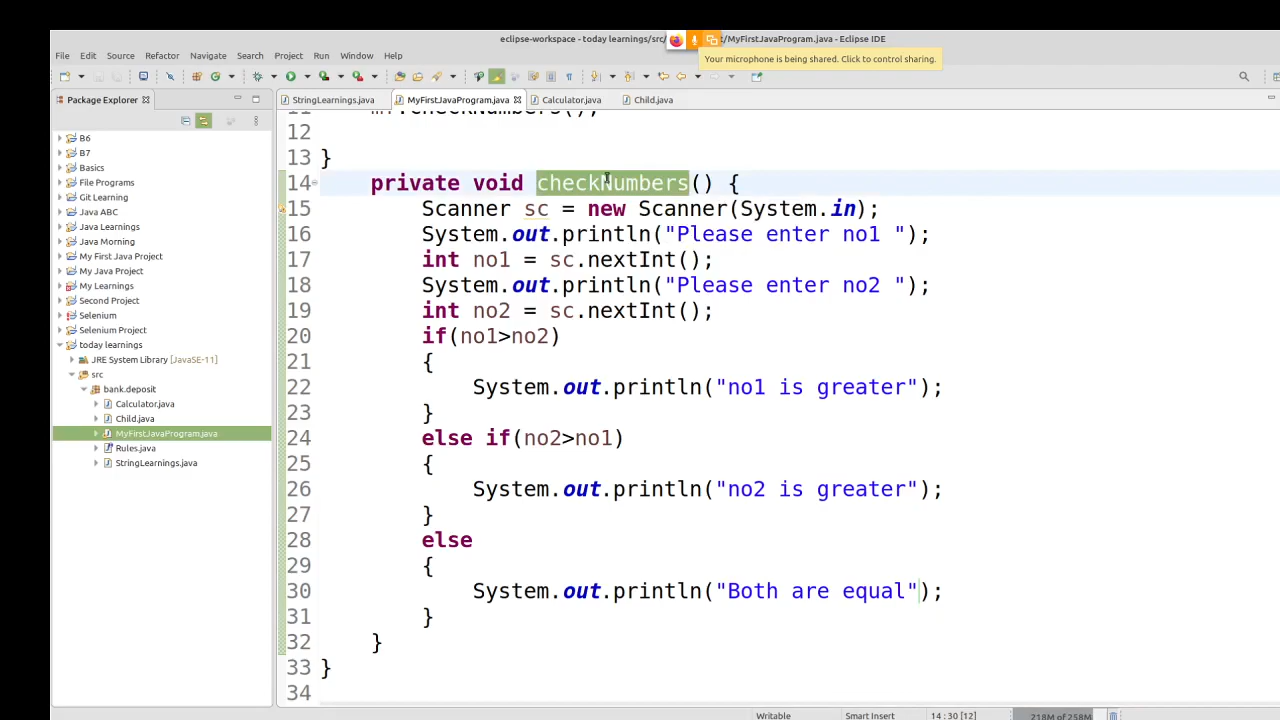 eclipse-workspace - today learnings/src/ t/MyFirstJavaProgram.java - Eclipse IDE
Your microphone is being shared. Click to control sharing.
File Edit Source Refactor Navigate Search Project Run Window Help
Package Explorer
StringLearnings.java MyFirstJavaProgram.java Calculator.java Child.java
B6
B7
Basics
File Programs
Git Learning
Java ABC
Java Learnings
Java Morning
My First Java Project
My Java Project
My Learnings
Second Project
Selenium
Selenium Project
today learnings
JRE System Library [JavaSE-11]
src
bank.deposit
Calculator.java
Child.java
MyFirstJavaProgram.java
Rules.java
StringLearnings.java
12
13 }
14 private void checkNumbers() {
15 Scanner sc = new Scanner(System.in);
16 System.out.println("Please enter no1 ");
17 int no1 = sc.nextInt();
18 System.out.println("Please enter no2 ");
19 int no2 = sc.nextInt();
20 if(no1>no2)
21 {
22 System.out.println("no1 is greater");
23 }
24 else if(no2>no1)
25 {
26 System.out.println("no2 is greater");
27 }
28 else
29 {
30 System.out.println("Both are equal");
31 }
32 }
33 }
34
Writable Smart Insert 14 : 30 [12] 218M of 258M